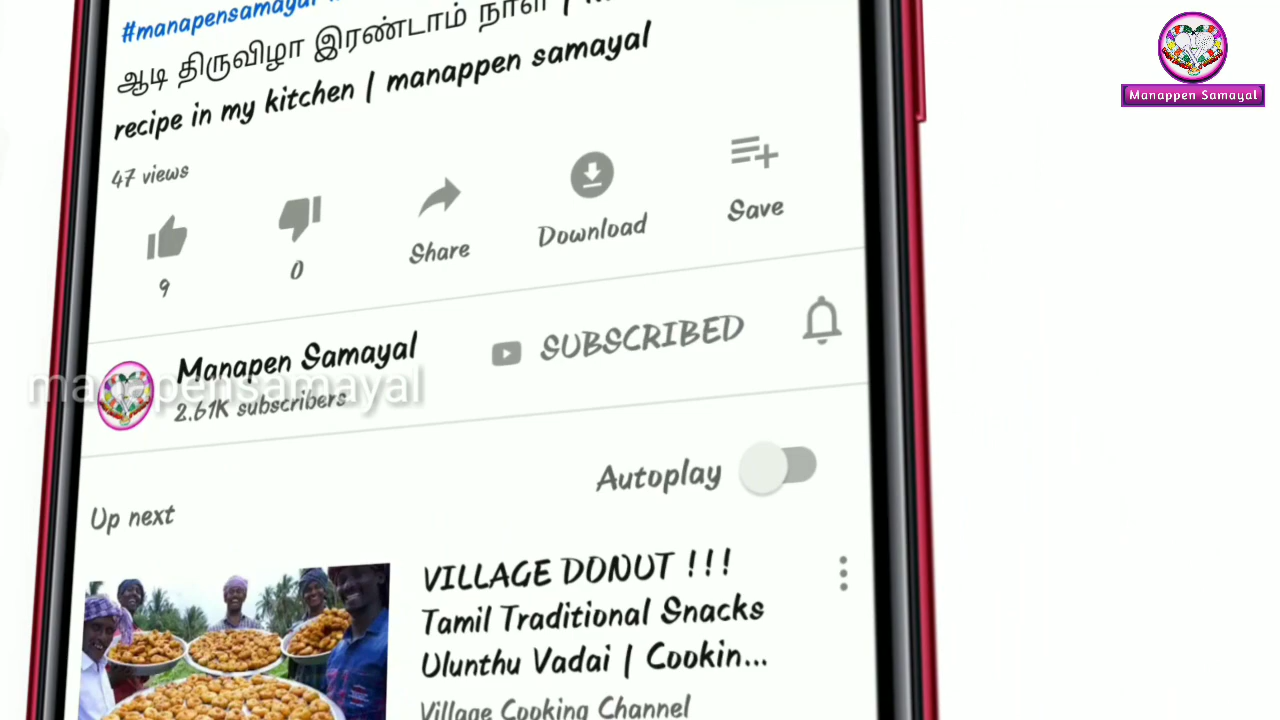 #manapensamayal
ஆடி திருவிழா இரண்டாம் நாள் |
recipe in my kitchen | manappen samayal
47 views
9
0
Share
Download
Save
Manapen Samayal
2.61K subscribers
SUBSCRIBED
manapensamayal
Autoplay
Up next
VILLAGE DONUT !!!
Tamil Traditional Snacks
Ulunthu Vadai | Cookin...
Village Cooking Channel
Manappen Samayal